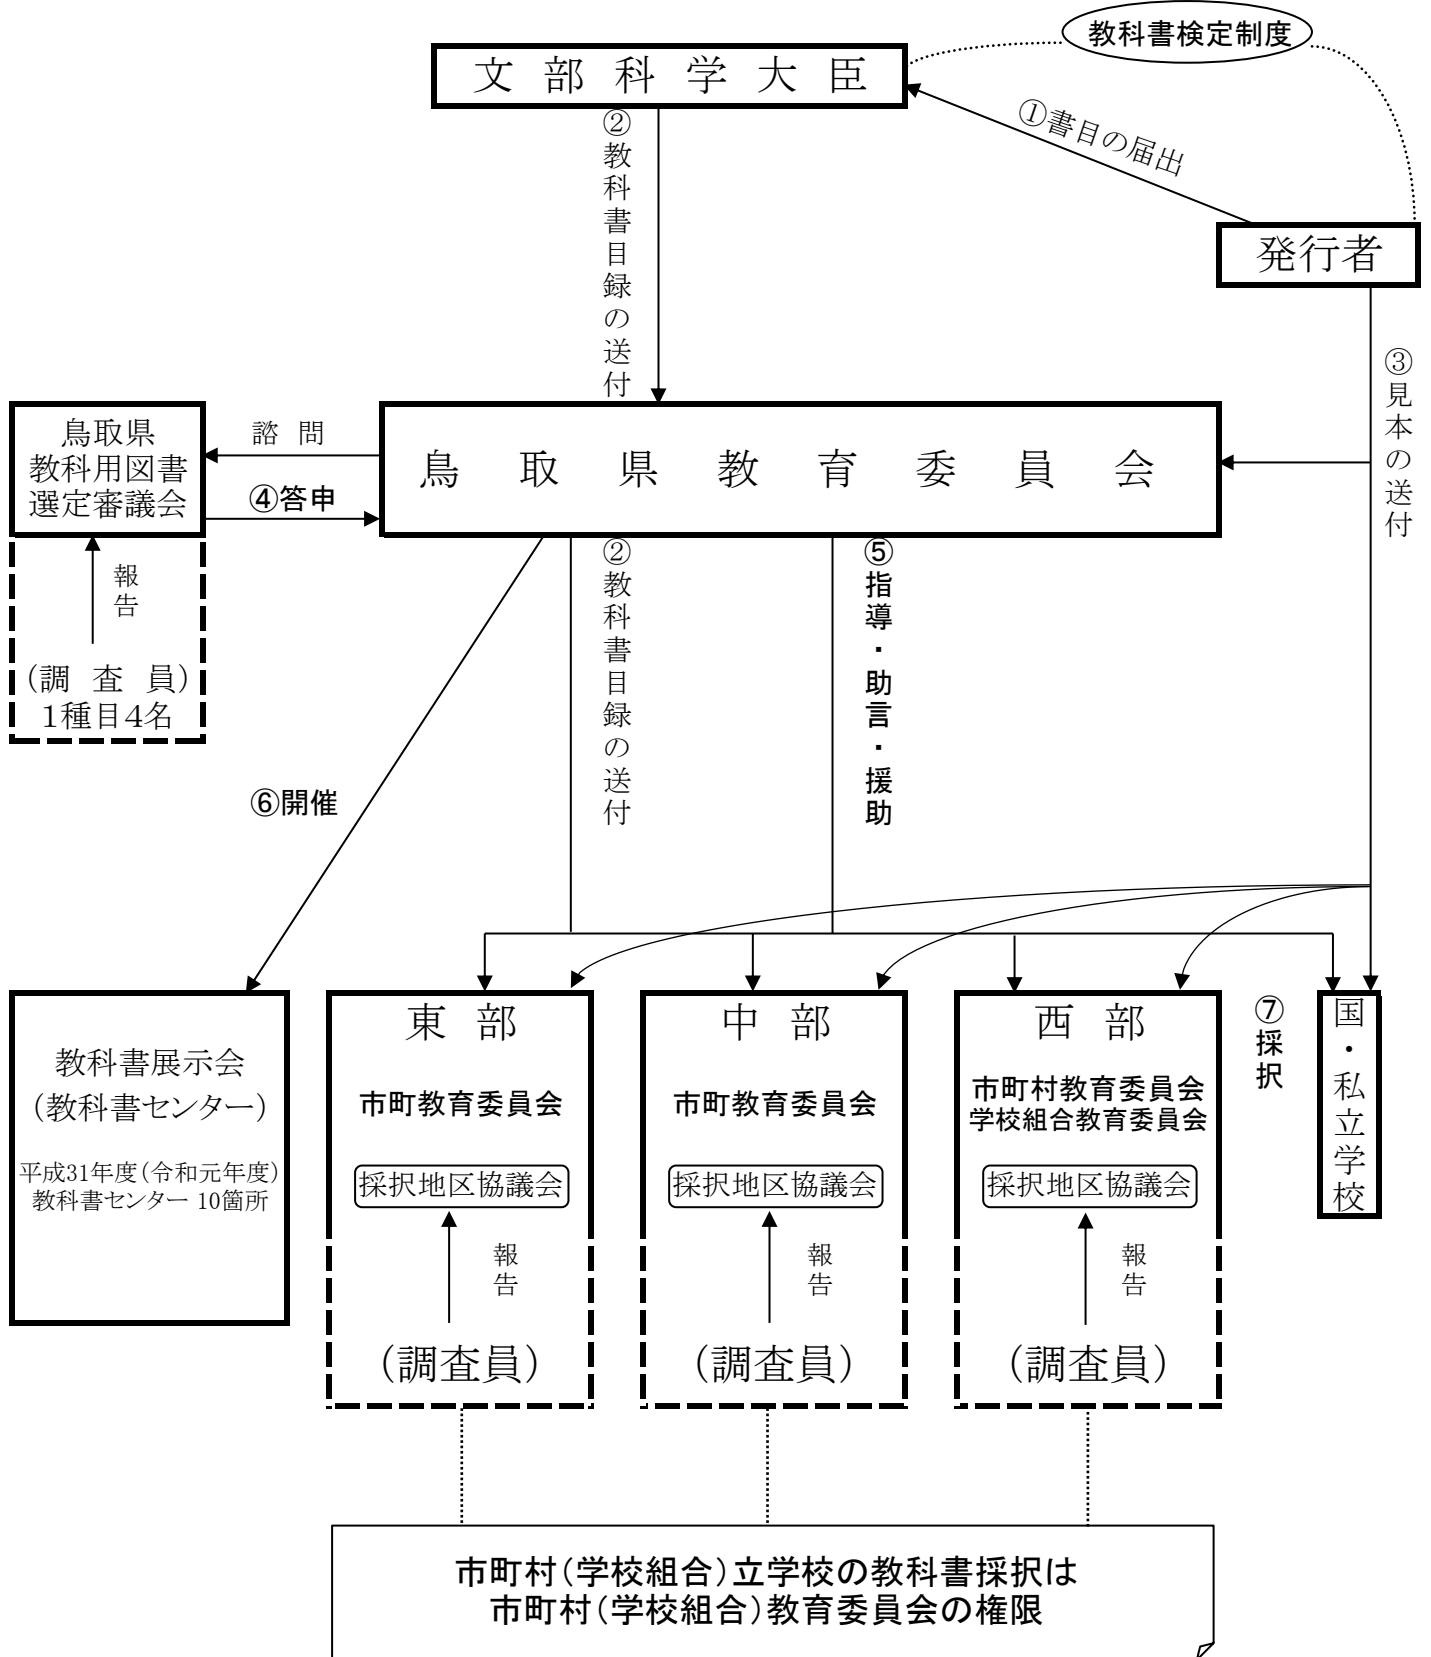 教科書検定制度
文部科学大臣
①書目の届出
②教科書目録の送付
発行者
③見本の送付
鳥取県
教科用図書
選定審議会
諮問
④答申
鳥取県教育委員会
報告
(調査員)
1種目4名
②教科書目録の送付
⑤指導・助言・援助
⑥開催
教科書展示会
(教科書センター)
平成31年度(令和元年度)
教科書センター 10箇所
東部
市町教育委員会
採択地区協議会
報告
(調査員)
中部
市町教育委員会
採択地区協議会
報告
(調査員)
西部
市町村教育委員会
学校組合教育委員会
採択地区協議会
報告
(調査員)
⑦採択
国・私立学校
市町村(学校組合)立学校の教科書採択は
市町村(学校組合)教育委員会の権限